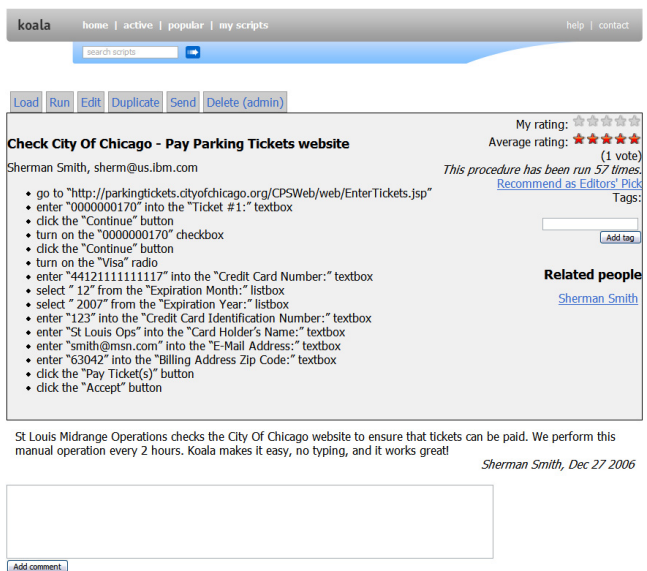 koala
home | active | popular | my scripts
help | contact
search scripts
Load Run Edit Duplicate Send Delete (admin)
My rating:
Check City Of Chicago - Pay Parking Tickets website
Average rating:
(1 vote)
Sherman Smith, sherm@us.ibm.com
This procedure has been run 57 times.
Recommend as Editors' Pick
Tags:
Add tag
Related people
Sherman Smith
• go to “http://parkingtickets.cityofchicago.org/CPSWeb/web/EnterTickets.jsp”
• enter “0000000170” into the “Ticket #1:” textbox
• click the “Continue” button
• turn on the “0000000170” checkbox
• click the “Continue” button
• turn on the “Visa” radio
• enter “44121111111117” into the “Credit Card Number:” textbox
• select ” 12” from the “Expiration Month:” listbox
• select ” 2007” from the “Expiration Year:” listbox
• enter “123” into the “Credit Card Identification Number:” textbox
• enter “St Louis Ops” into the “Card Holder’s Name:” textbox
• enter “smith@msn.com” into the “E-Mail Address:” textbox
• enter “63042” into the “Billing Address Zip Code:” textbox
• click the “Pay Ticket(s)” button
• click the “Accept” button
St Louis Midrange Operations checks the City Of Chicago website to ensure that tickets can be paid. We perform this
manual operation every 2 hours. Koala makes it easy, no typing, and it works great!
Sherman Smith, Dec 27 2006
Add comment